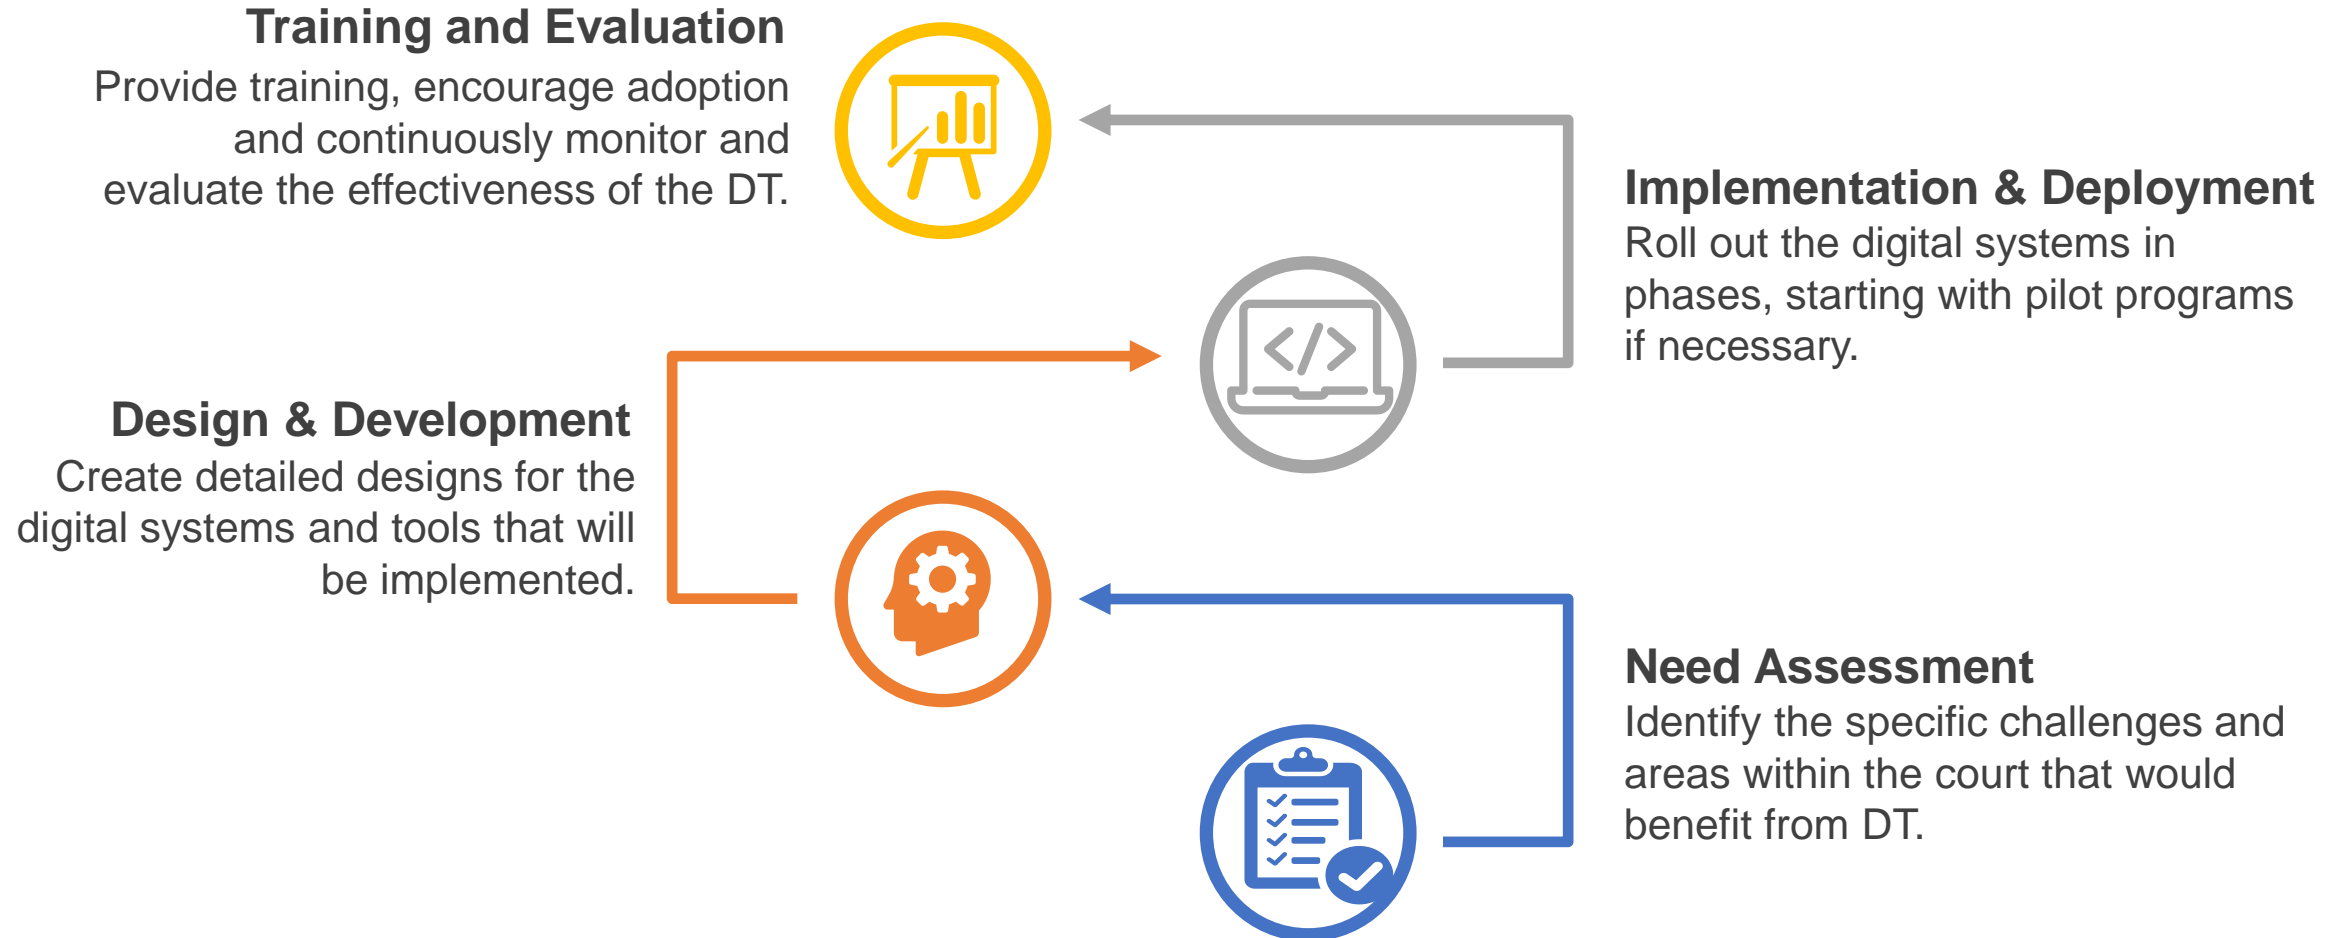 Training and Evaluation
Provide training, encourage adoption
and continuously monitor and
evaluate the effectiveness of the DT.
Implementation & Deployment
Roll out the digital systems in
phases, starting with pilot programs
if necessary.
</>
Design & Development
Create detailed designs for the
digital systems and tools that will
be implemented.
Need Assessment
Identify the specific challenges and
areas within the court that would
benefit from DT.